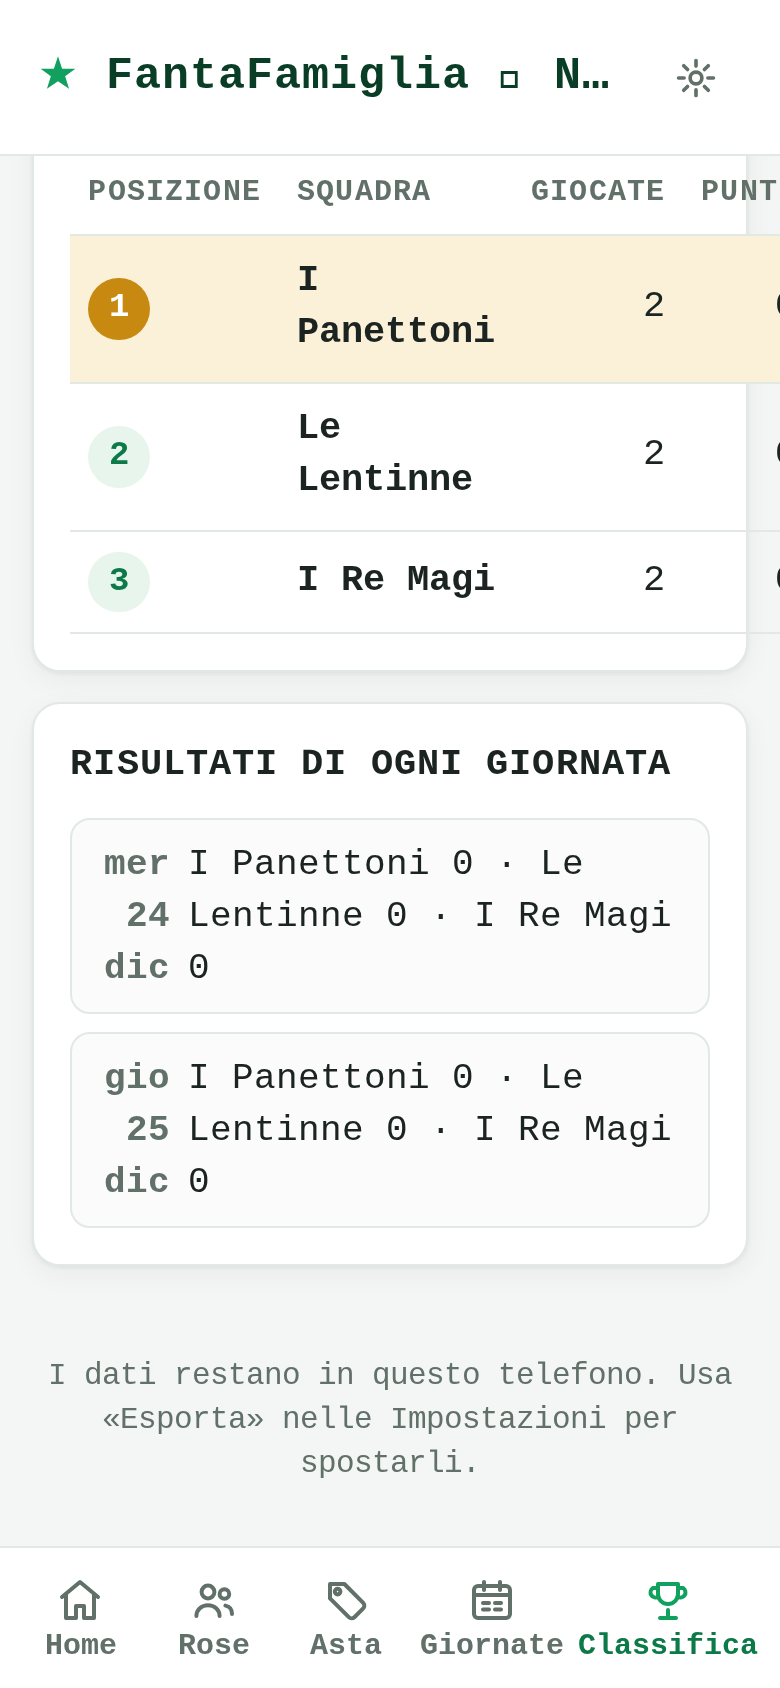 ★ FantaFamiglia □ N…
POSIZIONE SQUADRA GIOCATE PUNT
1 I Panettoni 2
2 Le Lentinne 2
3 I Re Magi 2
RISULTATI DI OGNI GIORNATA
mer I Panettoni 0 · Le
24 Lentinne 0 · I Re Magi
dic 0
gio I Panettoni 0 · Le
25 Lentinne 0 · I Re Magi
dic 0
I dati restano in questo telefono. Usa
«Esporta» nelle Impostazioni per
spostarli.
Home Rose Asta Giornate Classifica